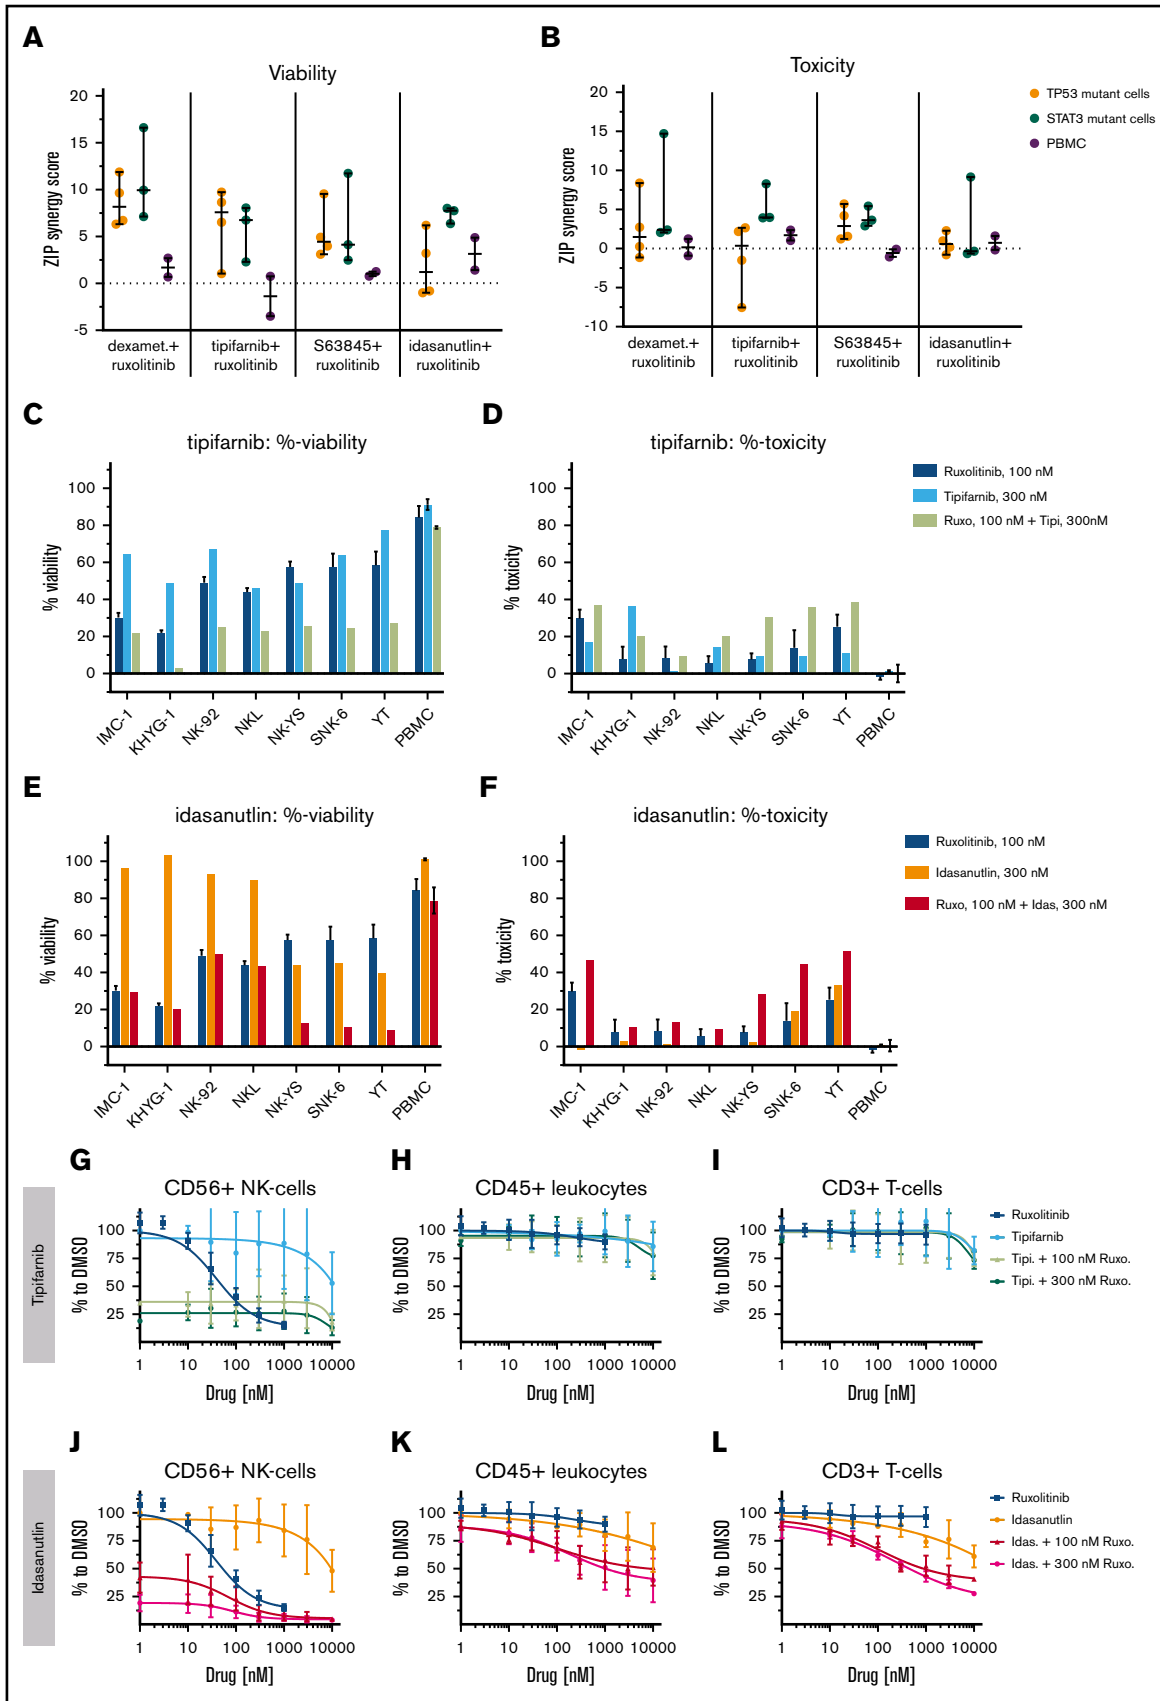 A
Viability
ZIP synergy score
20
15
10
5
0
-5
dexamet.+
ruxolitinib
tipifarnib+
ruxolitinib
S63845+
ruxolitinib
idasanutlin+
ruxolitinib
B
Toxicity
ZIP synergy score
20
15
10
5
0
-5
-10
dexamet.+
ruxolitinib
tipifarnib+
ruxolitinib
S63845+
ruxolitinib
idasanutlin+
ruxolitinib
TP53 mutant cells
STAT3 mutant cells
PBMC
C
tipifarnib: %-viability
% viability
100
80
60
40
20
0
IMC-1
KHYG-1
NK-92
NKL
NK-YS
SNK-6
YT
PBMC
D
tipifarnib: %-toxicity
% toxicity
100
80
60
40
20
0
IMC-1
KHYG-1
NK-92
NKL
NK-YS
SNK-6
YT
PBMC
Ruxolitinib, 100 nM
Tipifarnib, 300 nM
Ruxo, 100 nM + Tipi, 300nM
E
idasanutlin: %-viability
% viability
100
80
60
40
20
0
IMC-1
KHYG-1
NK-92
NKL
NK-YS
SNK-6
YT
PBMC
F
idasanutlin: %-toxicity
% toxicity
100
80
60
40
20
0
IMC-1
KHYG-1
NK-92
NKL
NK-YS
SNK-6
YT
PBMC
Ruxolitinib, 100 nM
Idasanutlin, 300 nM
Ruxo, 100 nM + Idas, 300 nM
Tipifarnib
G
CD56+ NK-cells
% to DMSO
100
75
50
25
1 10 100 1000 10000
Drug [nM]
H
CD45+ leukocytes
% to DMSO
100
75
50
25
1 10 100 1000 10000
Drug [nM]
I
CD3+ T-cells
% to DMSO
100
75
50
25
1 10 100 1000 10000
Drug [nM]
Ruxolitinib
Tipifarnib
Tipi. + 100 nM Ruxo.
Tipi. + 300 nM Ruxo.
Idasanutlin
J
CD56+ NK-cells
% to DMSO
100
75
50
25
1 10 100 1000 10000
Drug [nM]
K
CD45+ leukocytes
% to DMSO
100
75
50
25
1 10 100 1000 10000
Drug [nM]
L
CD3+ T-cells
% to DMSO
100
75
50
25
1 10 100 1000 10000
Drug [nM]
Ruxolitinib
Idasanutlin
Idas. + 100 nM Ruxo.
Idas. + 300 nM Ruxo.